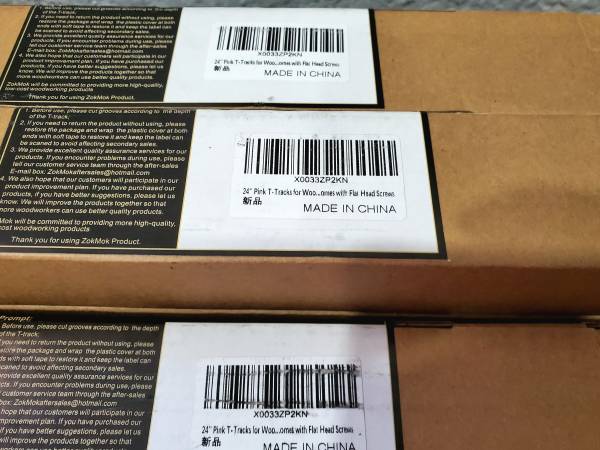 1. Before use, please cut grooves according to the depth
of the T-track.
2. If you need to return the product without using, please
restore the package and wrap the plastic cover at both
ends with soft tape to restore it and keep the label can
be scaned to avoid affecting secondary sales.
3. We provide excellent quality assurance services for our
products. If you encounter problems during use, please
tell our customer service team through the after-sales
E-mail box: ZokMokaftersales@hotmail.com
4. We also hope that our customers will participate in our
product improvement plan. If you have purchased our
products, if you have better suggestions, please let us
know. We will improve the products together so that
more woodworkers can use better quality products.
ZokMok will be committed to providing more high-quality,
low-cost woodworking products
Thank you for using ZokMok Product.
X0033ZP2KN
24" Pink T-Tracks for Woo...omes with Flat Head Screws
新品
MADE IN CHINA
1. Before use, please cut grooves according to the depth
of the T-track.
2. If you need to return the product without using, please
restore the package and wrap the plastic cover at both
ends with soft tape to restore it and keep the label can
be scaned to avoid affecting secondary sales.
3. We provide excellent quality assurance services for our
products. If you encounter problems during use, please
tell our customer service team through the after-sales
E-mail box: ZokMokaftersales@hotmail.com
4. We also hope that our customers will participate in our
product improvement plan. If you have purchased our
products, if you have better suggestions, please let us
know. We will improve the products together so that
more woodworkers can use better quality products.
Mok will be committed to providing more high-quality,
cost woodworking products
Thank you for using ZokMok Product.
X0033ZP2KN
24" Pink T-Tracks for Woo...omes with Flat Head Screws
新品
MADE IN CHINA
Prompt:
Before use, please cut grooves according to the depth
of the T-track.
you need to return the product without using, please
restore the package and wrap the plastic cover at both
ends with soft tape to restore it and keep the label can
scaned to avoid affecting secondary sales.
provide excellent quality assurance services for our
If you encounter problems during use, please
customer service team through the after-sales
box: ZokMokaftersales@hotmail.com
hope that our customers will participate in our
improvement plan. If you have purchased our
if you have better suggestions, please let us
will improve the products together so that
woodworkers can use better quality products.
X0033ZP2KN
24" Pink T-Tracks for Woo...omes with Flat Head Screws
新品
MADE IN CHINA